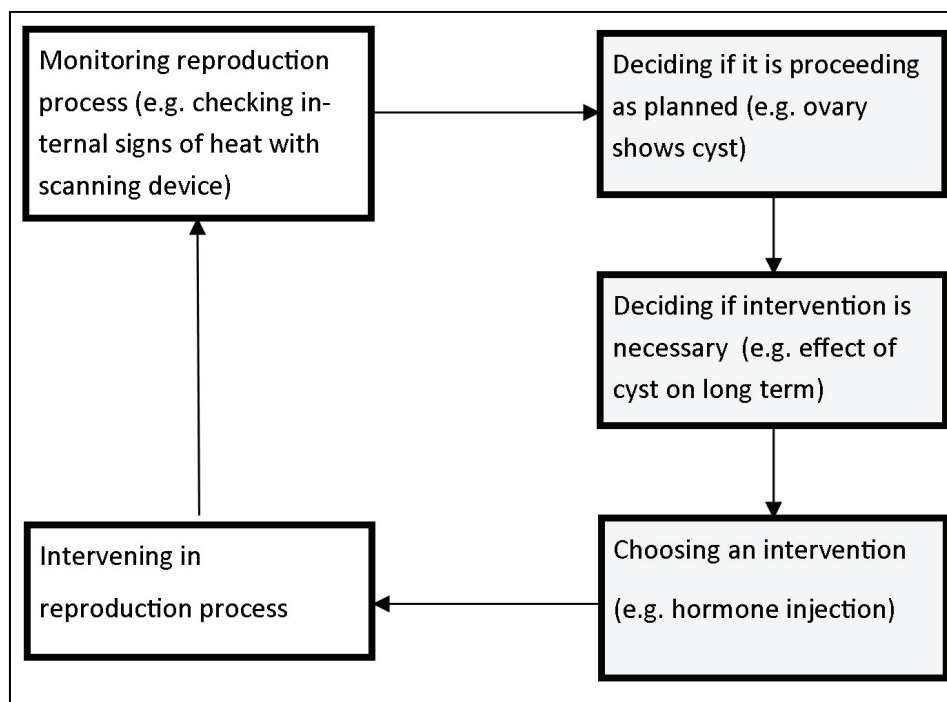 Monitoring reproduction
process (e.g. checking in-
ternal signs of heat with
scanning device)
Deciding if it is proceeding
as planned (e.g. ovary
shows cyst)
Deciding if intervention is
necessary  (e.g. effect of
cyst on long term)
Choosing an intervention
(e.g. hormone injection)
Intervening in
reproduction process